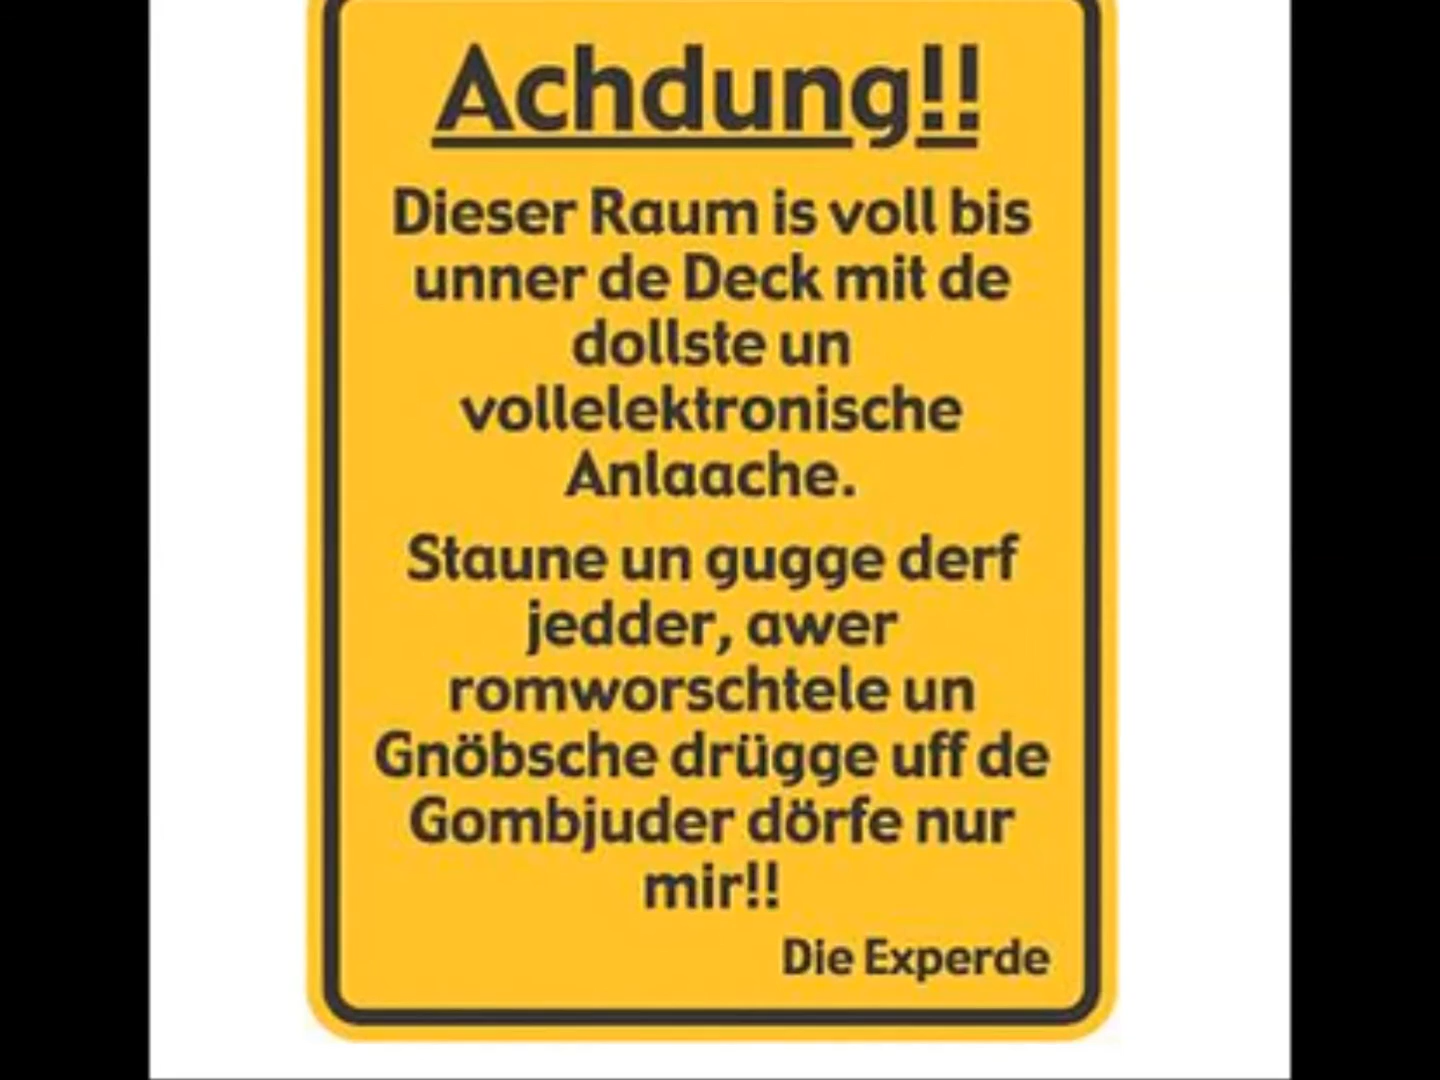 Achdung!!
Dieser Raum is voll bis
unner de Deck mit de
dollste un
vollelektronische
Anlaache.
Staune un gugge derf
jedder, awer
romworschtele un
Gnöbsche drügge uff de
Gombjuder dörfe nur
mir!!
Die Experde